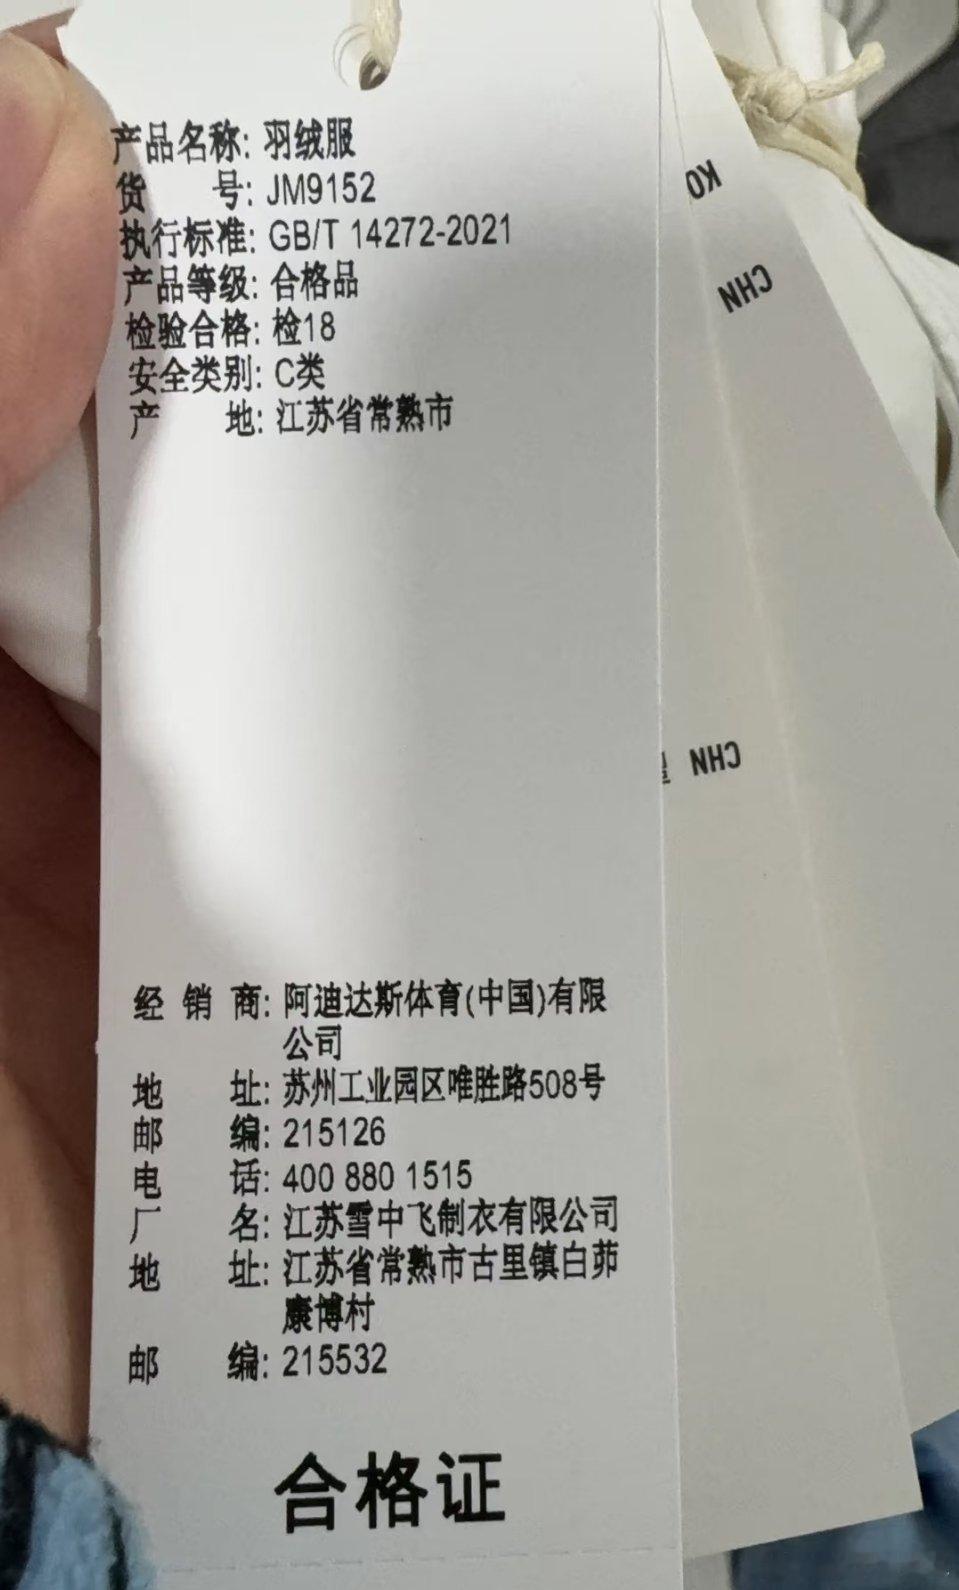 产品名称: 羽绒服
货号: JM9152
执行标准: GB/T 14272-2021
产品等级: 合格品
检验合格: 检18
安全类别: C类
产地: 江苏省常熟市
经销商: 阿迪达斯体育(中国)有限
公司
地址: 苏州工业园区唯胜路508号
邮编: 215126
电话: 400 880 1515
厂名: 江苏雪中飞制衣有限公司
地址: 江苏省常熟市古里镇白茆
康博村
邮编: 215532
合格证
KO
CHN
CHN